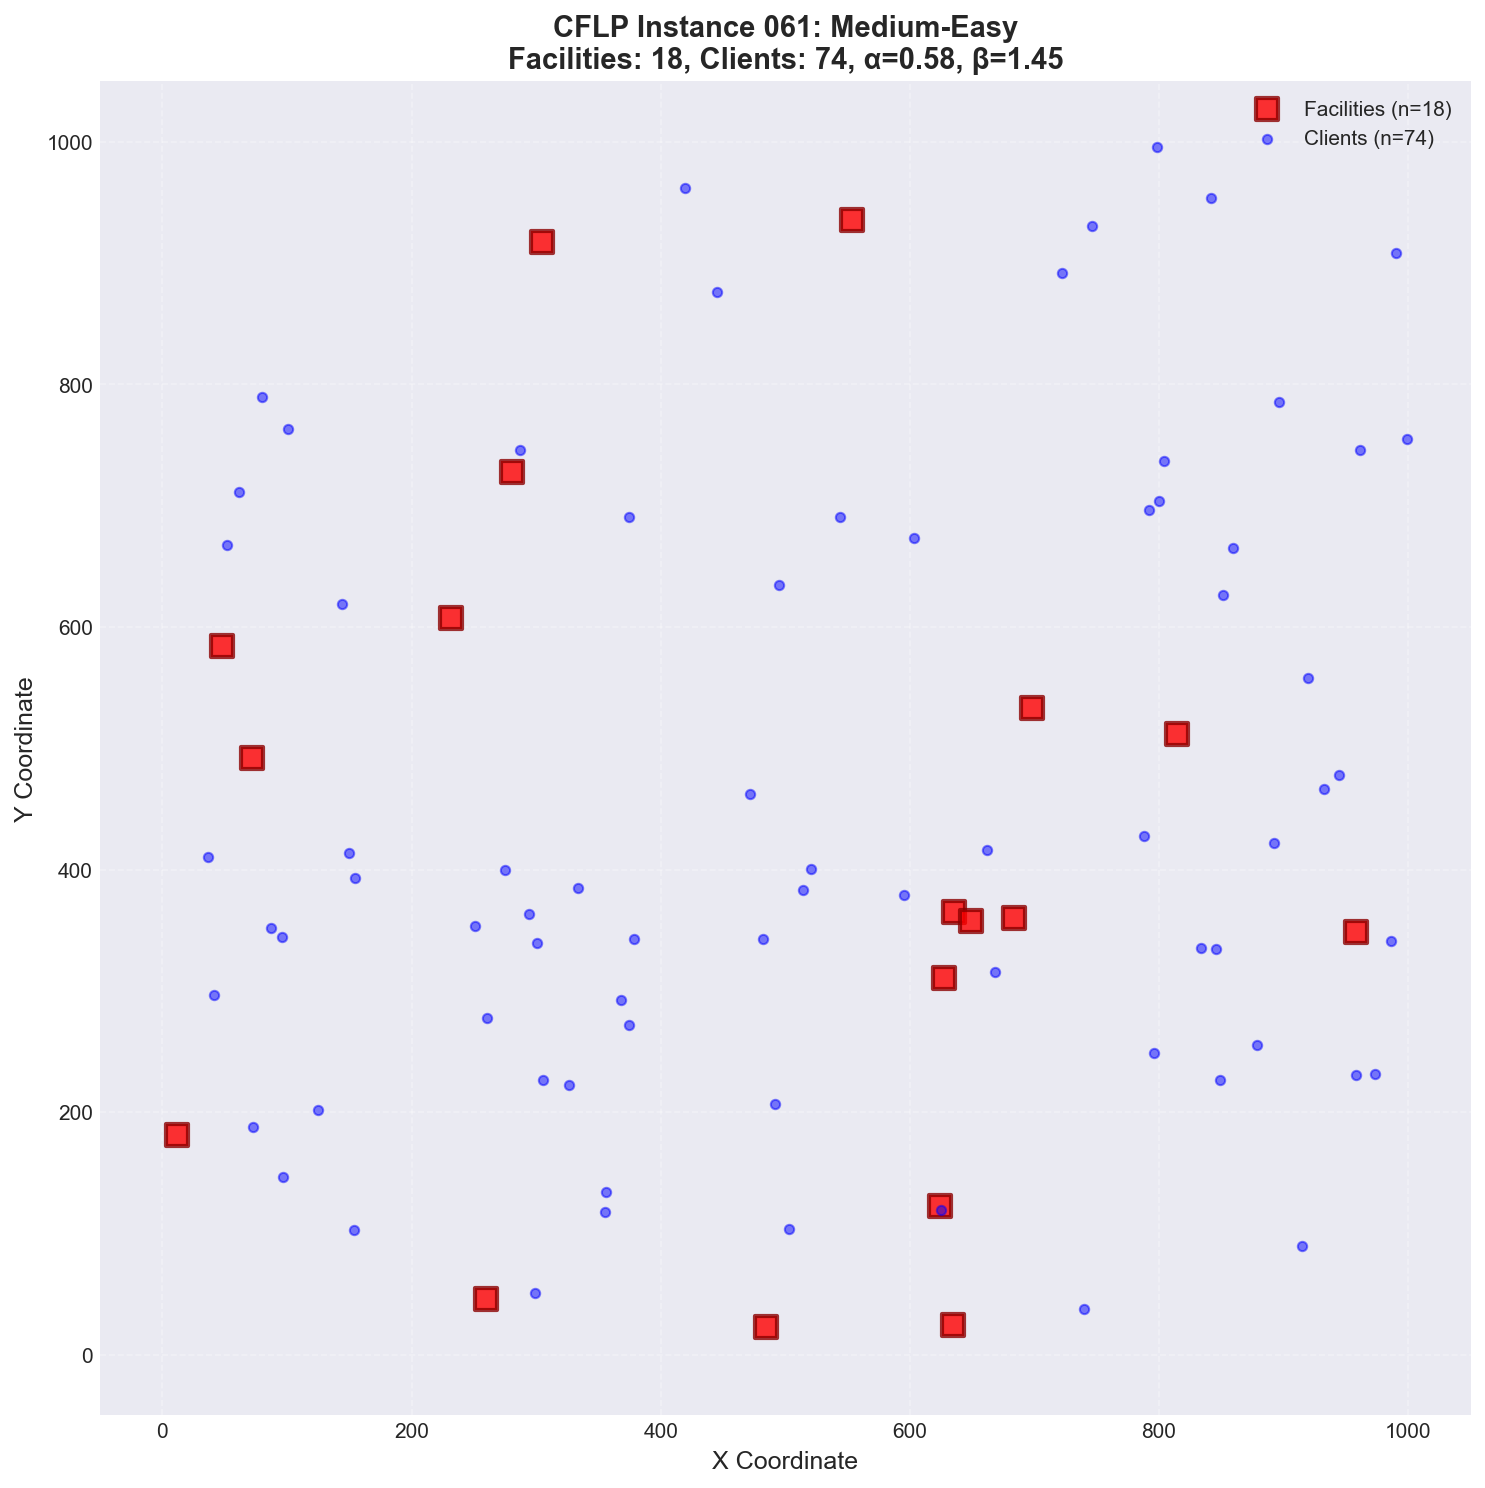 CFLP Instance 061: Medium-Easy
Facilities: 18, Clients: 74, α=0.58, β=1.45
Facilities (n=18)
Clients (n=74)
1000
800
600
400
200
0
Y Coordinate
0
200
400
600
800
1000
X Coordinate